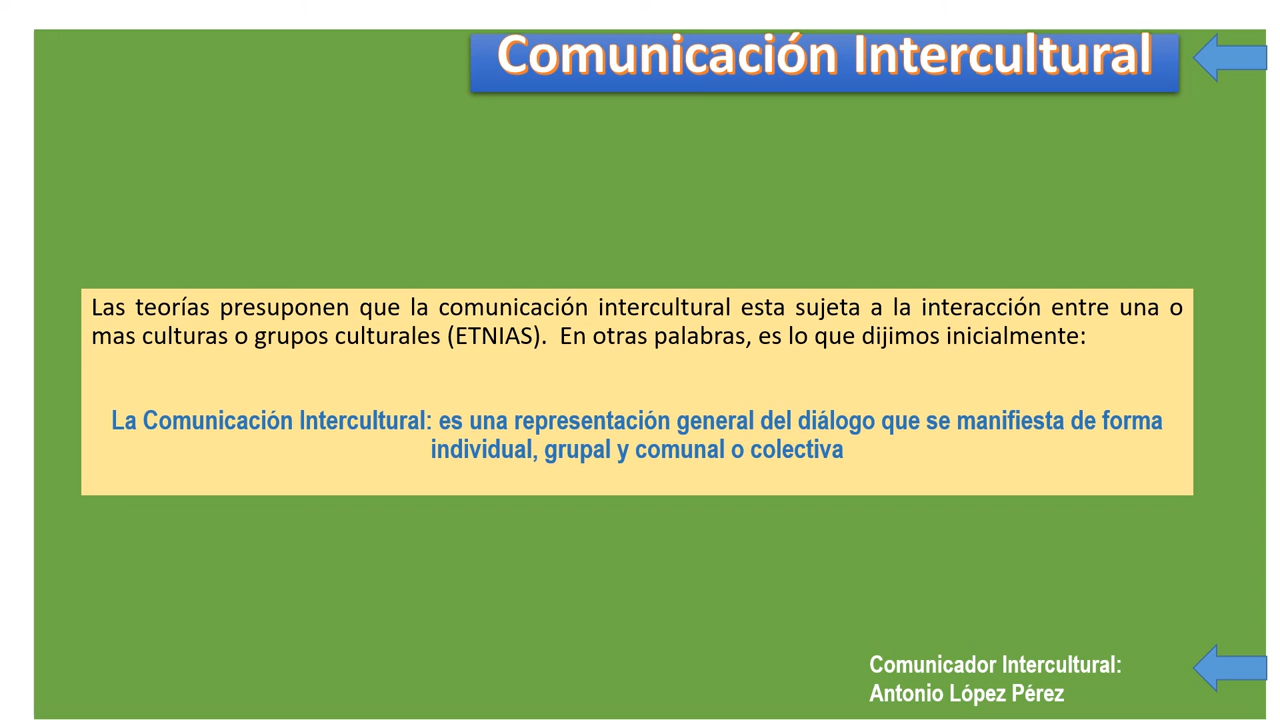 Comunicación Intercultural
Las teorías presuponen que la comunicación intercultural esta sujeta a la interacción entre una o
mas culturas o grupos culturales (ETNIAS). En otras palabras, es lo que dijimos inicialmente:
La Comunicación Intercultural: es una representación general del diálogo que se manifiesta de forma
individual, grupal y comunal o colectiva
Comunicador Intercultural:
Antonio López Pérez